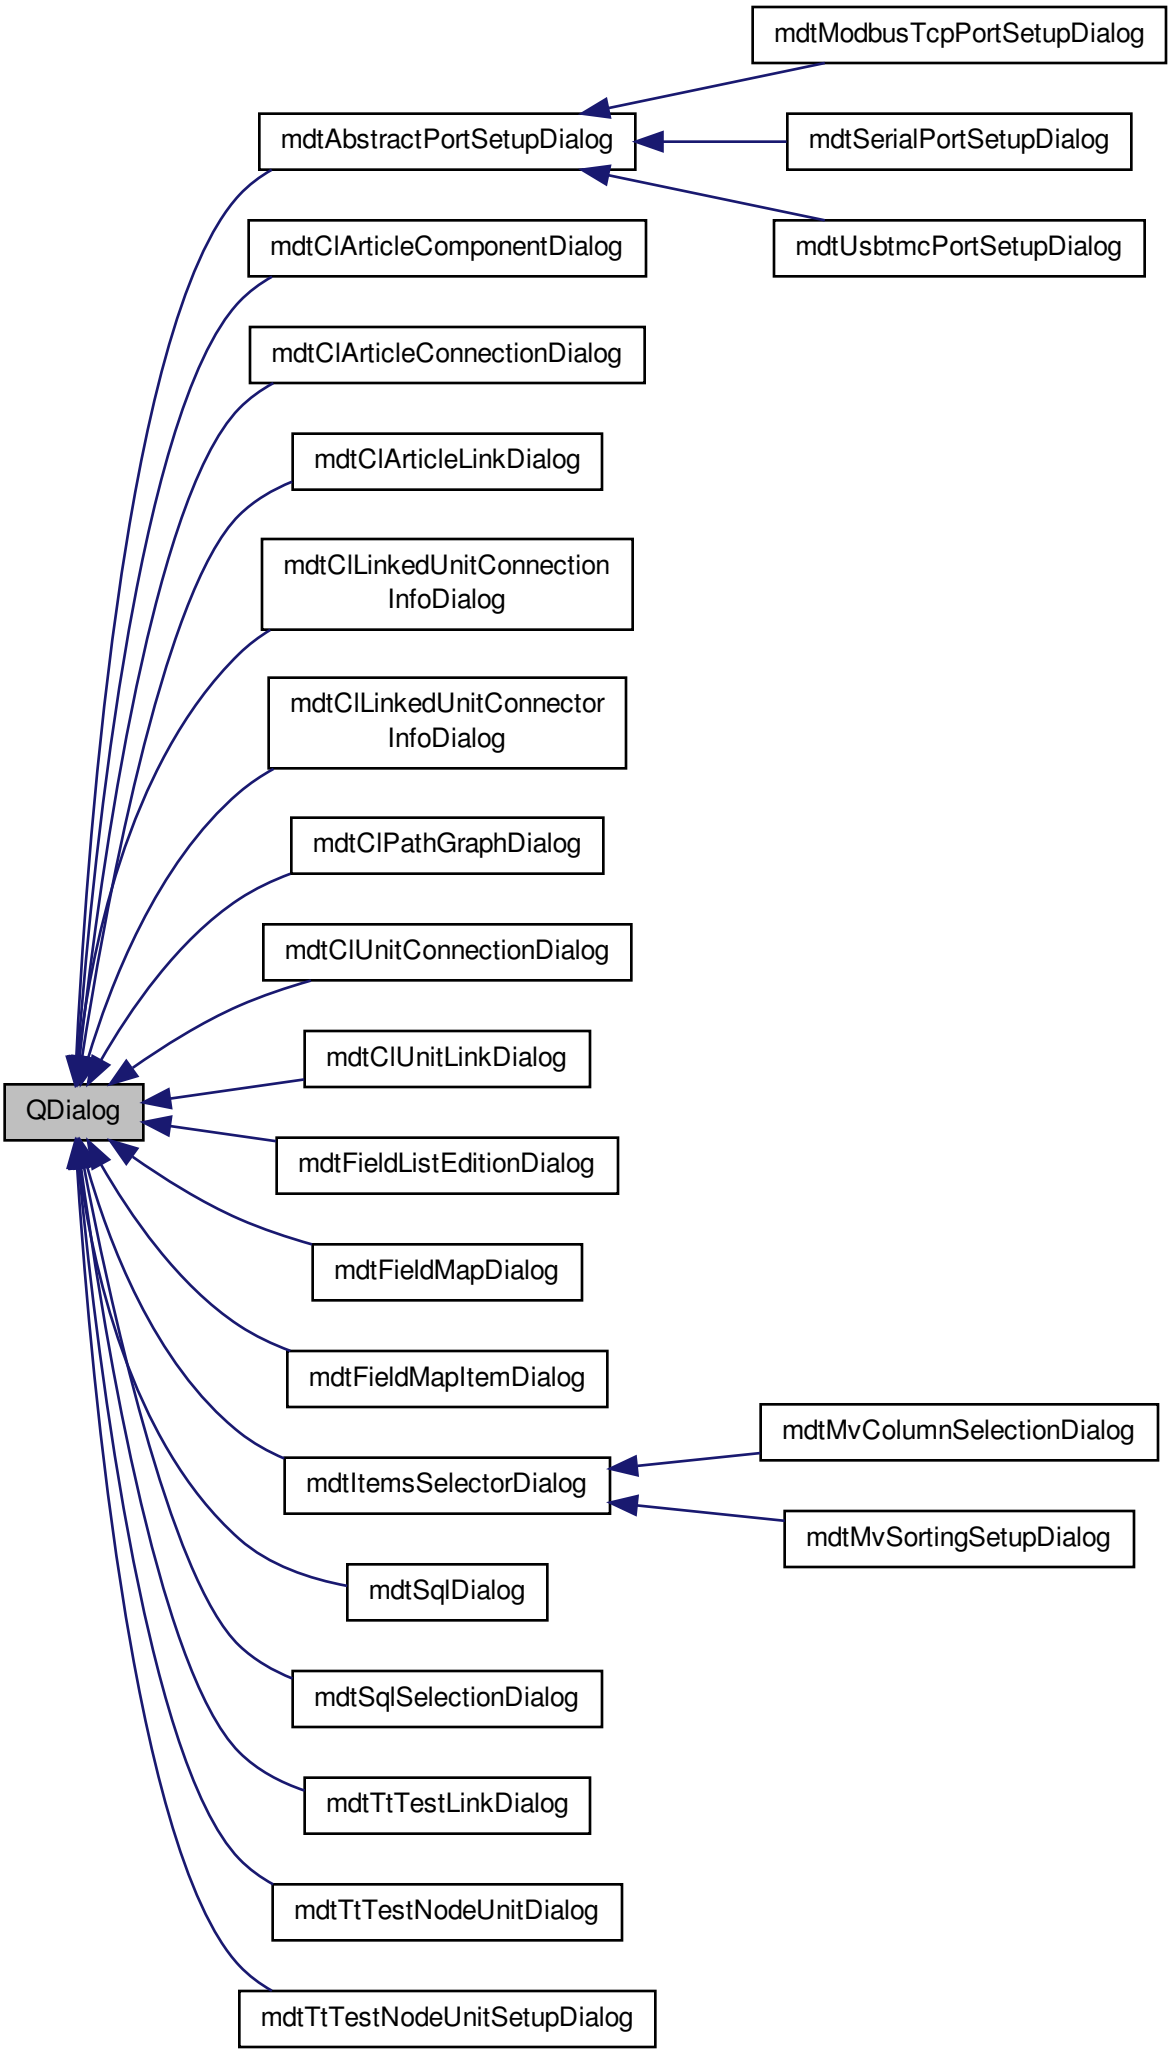 mdtModbusTcpPortSetupDialog
mdtAbstractPortSetupDialog
mdtSerialPortSetupDialog
mdtClArticleComponentDialog
mdtUsbtmcPortSetupDialog
mdtClArticleConnectionDialog
mdtClArticleLinkDialog
mdtClLinkedUnitConnection
InfoDialog
mdtClLinkedUnitConnector
InfoDialog
mdtClPathGraphDialog
mdtClUnitConnectionDialog
mdtClUnitLinkDialog
QDialog
mdtFieldListEditionDialog
mdtFieldMapDialog
mdtFieldMapItemDialog
mdtMvColumnSelectionDialog
mdtItemsSelectorDialog
mdtMvSortingSetupDialog
mdtSqlDialog
mdtSqlSelectionDialog
mdtTtTestLinkDialog
mdtTtTestNodeUnitDialog
mdtTtTestNodeUnitSetupDialog